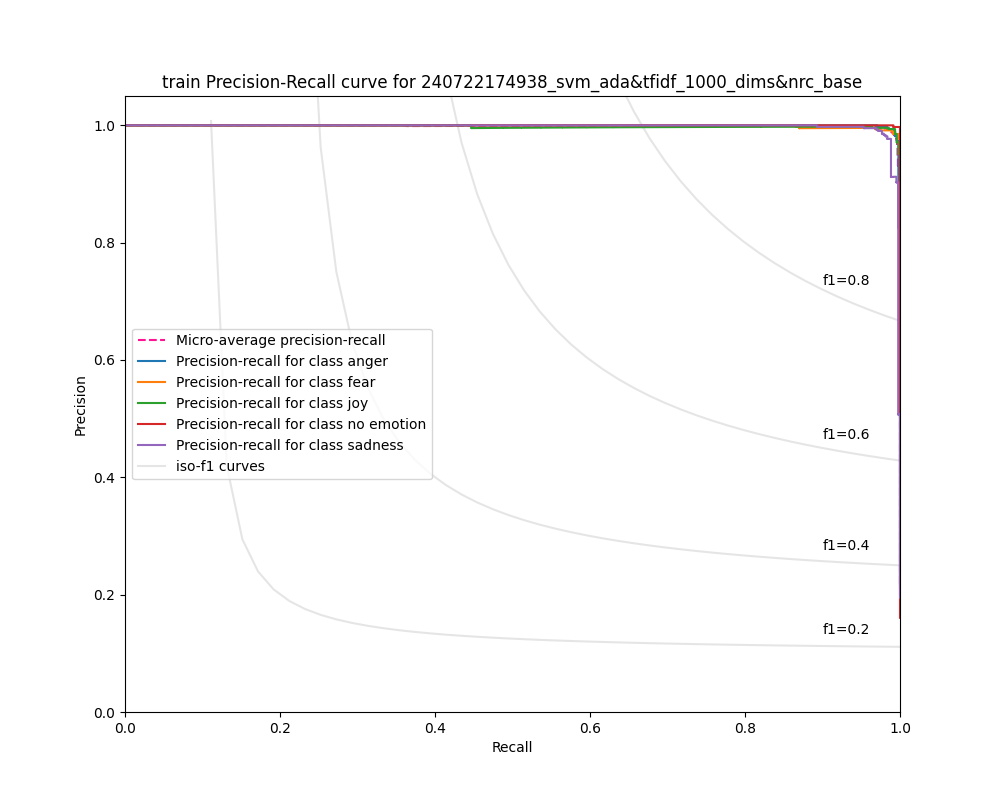 train Precision-Recall curve for 240722174938_svm_ada&tfidf_1000_dims&nrc_base
1.0
0.8
0.6
0.4
0.2
0.0
Precision
f1=0.8
f1=0.6
f1=0.4
f1=0.2
Micro-average precision-recall
Precision-recall for class anger
Precision-recall for class fear
Precision-recall for class joy
Precision-recall for class no emotion
Precision-recall for class sadness
iso-f1 curves
0.0 0.2 0.4 0.6 0.8 1.0
Recall